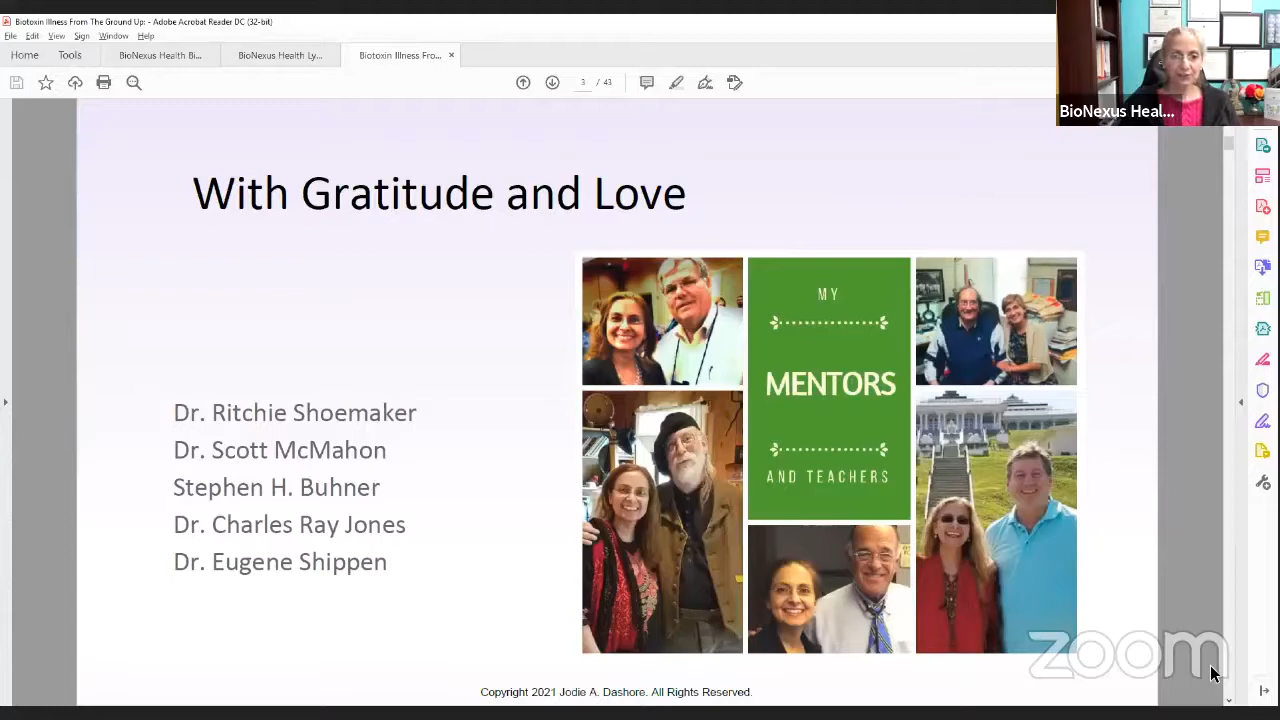 Biotoxin Illness From The Ground Up: - Adobe Acrobat Reader DC (32-bit)
File Edit View Sign Window Help
Home Tools BioNexus Health Bi... BioNexus Health Ly... Biotoxin Illness Fro... ×
3 / 43
BioNexus Heal...
With Gratitude and Love
Dr. Ritchie Shoemaker
Dr. Scott McMahon
Stephen H. Buhner
Dr. Charles Ray Jones
Dr. Eugene Shippen
MY
MENTORS
AND TEACHERS
zoom
Copyright 2021 Jodie A. Dashore. All Rights Reserved.